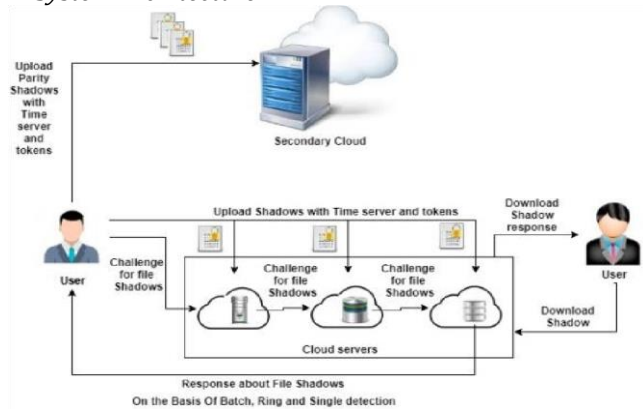 System Architecture
Upload
Parity
Shadows
with
Time
server
and
tokens
Secondary Cloud
Upload Shadows with Time server and tokens
Download
Shadow
response
User
Challenge
for file
Shadows
Challenge
for file
Shadows
Challenge
for file
Shadows
User
Download
Shadow
Cloud servers
Response about File Shadows
On the Basis Of Batch, Ring and Single detection